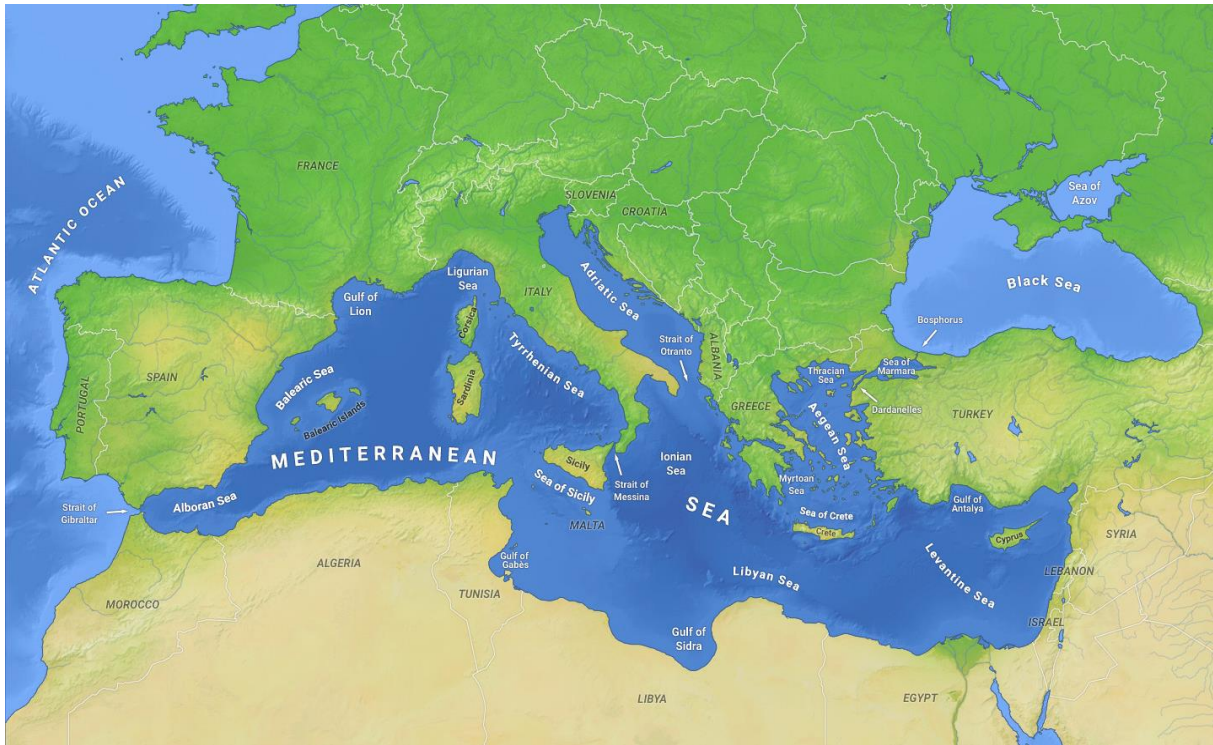 FRANCE
SLOVENIA
CROATIA
Sea of
Azov
ATLANTIC OCEAN
Ligurian
Sea
Gulf of
Lion
ITALY
Adriatic Sea
Black Sea
Corsica
Bosphorus
Strait of
Otranto
ALBANIA
Tyrrhenian Sea
Thracian
Sea
Sea of
Marmara
SPAIN
PORTUGAL
Balearic Sea
Sardinia
Balearic Islands
GREECE
Aegean Sea
Dardanelles
TURKEY
MEDITERRANEAN
Sicily
Ionian
Sea
Strait of
Messina
Sea of Sicily
Myrtoan
Sea
Alboran Sea
Strait of
Gibraltar
SEA
Gulf of
Antalya
Sea of Crete
MALTA
Crete
Cyprus
SYRIA
ALGERIA
Gulf of
Gabès
TUNISIA
Libyan Sea
Levantine Sea
LEBANON
MOROCCO
ISRAEL
Gulf of
Sidra
LIBYA
EGYPT